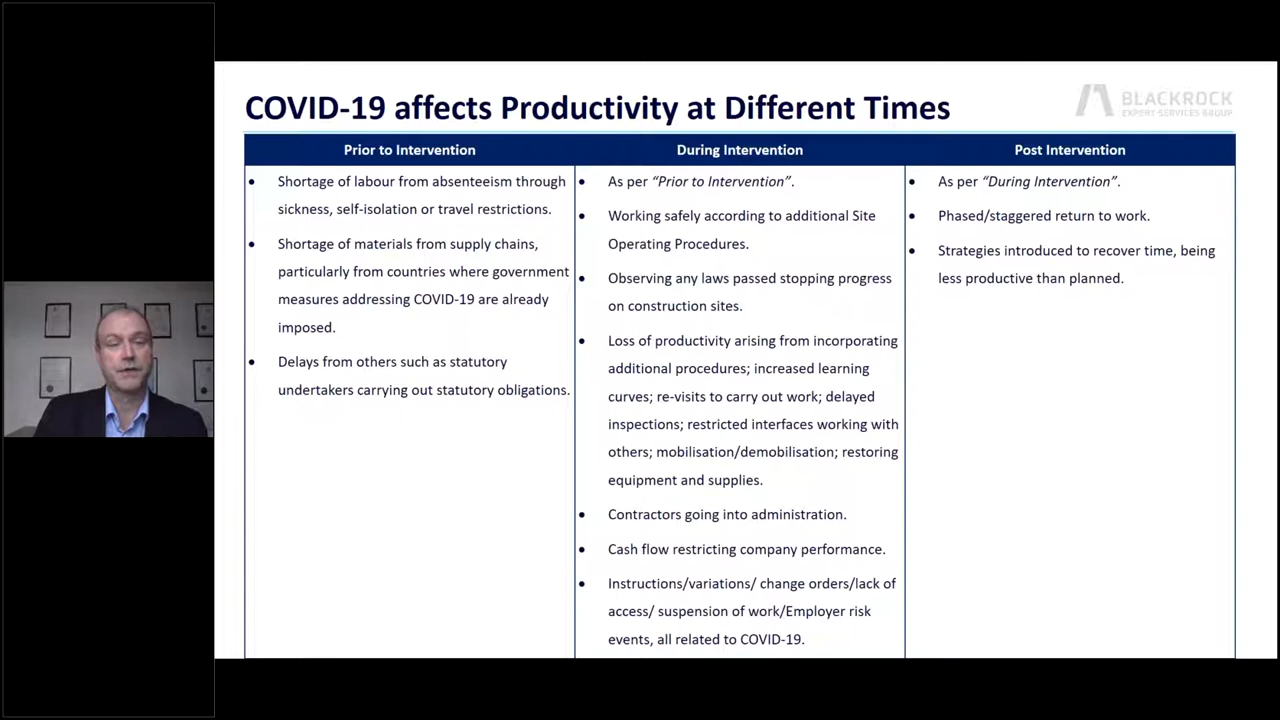 COVID-19 affects Productivity at Different Times
BLACKROCK
EXPERT SERVICES GROUP
Prior to Intervention
During Intervention
Post Intervention
• Shortage of labour from absenteeism through
sickness, self-isolation or travel restrictions.
• Shortage of materials from supply chains,
particularly from countries where government
measures addressing COVID-19 are already
imposed.
• Delays from others such as statutory
undertakers carrying out statutory obligations.
• As per “Prior to Intervention”.
• Working safely according to additional Site
Operating Procedures.
• Observing any laws passed stopping progress
on construction sites.
• Loss of productivity arising from incorporating
additional procedures; increased learning
curves; re-visits to carry out work; delayed
inspections; restricted interfaces working with
others; mobilisation/demobilisation; restoring
equipment and supplies.
• Contractors going into administration.
• Cash flow restricting company performance.
• Instructions/variations/ change orders/lack of
access/ suspension of work/Employer risk
events, all related to COVID-19.
• As per “During Intervention”.
• Phased/staggered return to work.
• Strategies introduced to recover time, being
less productive than planned.